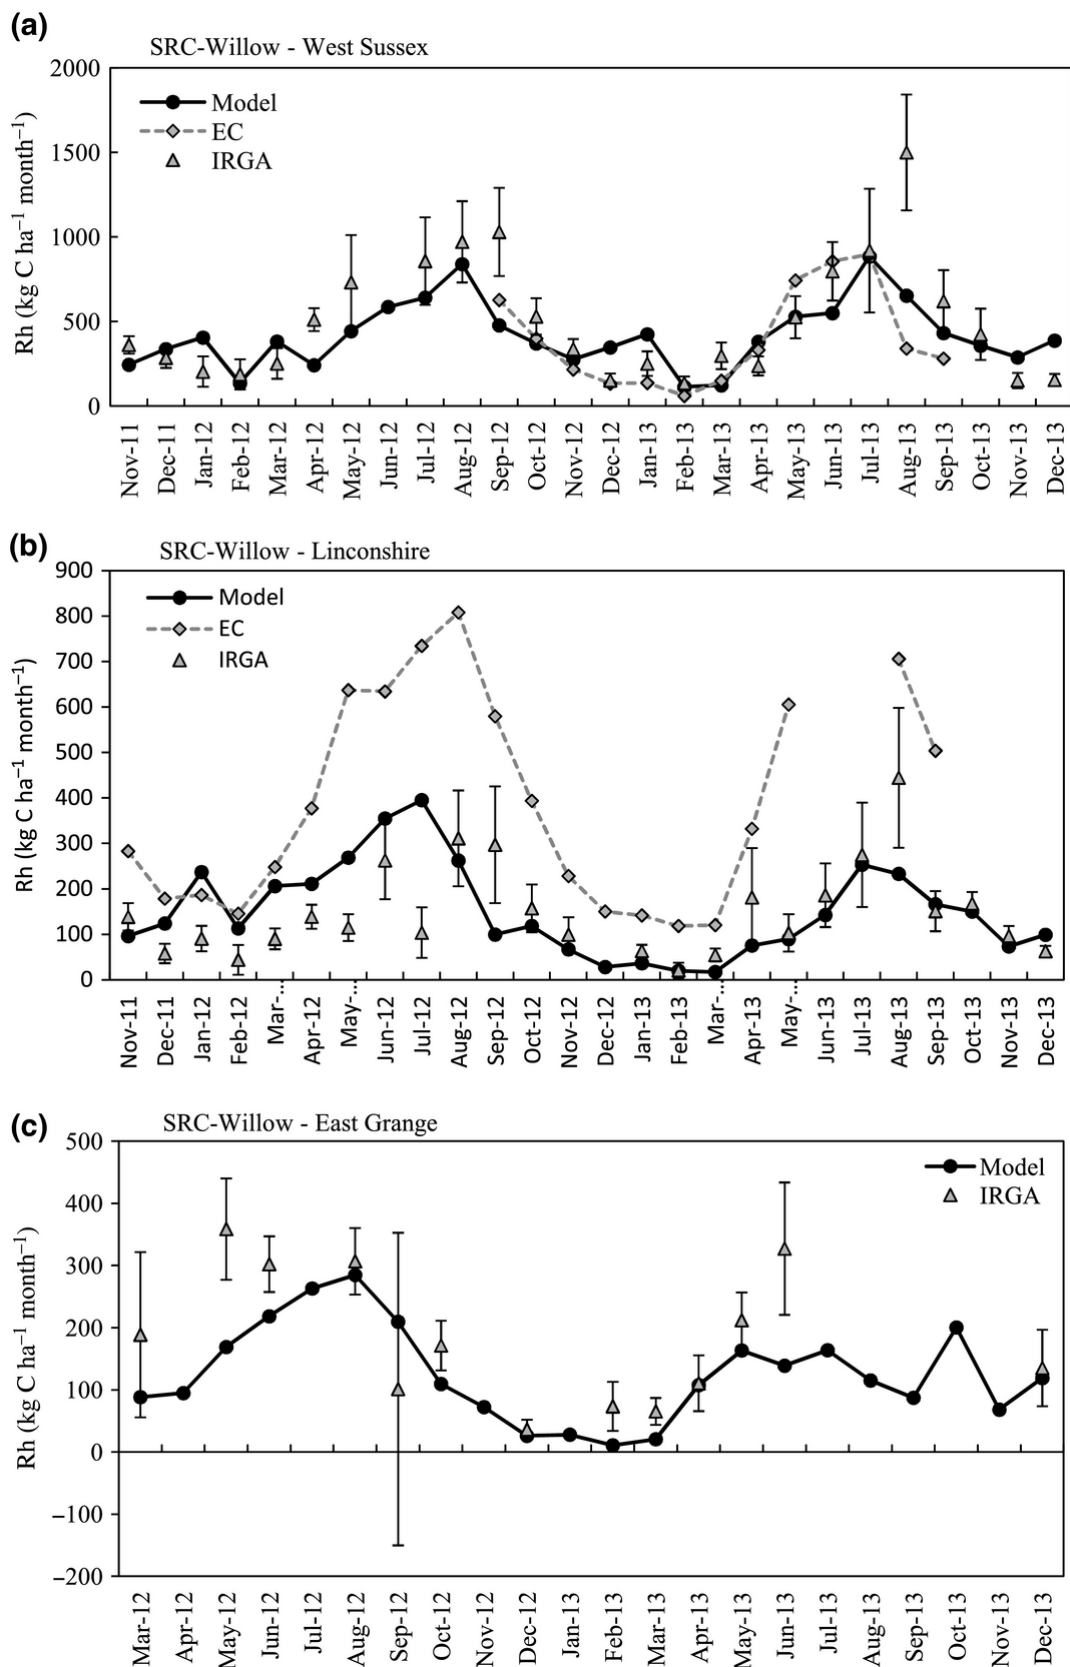 (a)
SRC-Willow - West Sussex
Rh (kg C ha⁻¹ month⁻¹)
2000
1500
1000
500
0
Model
EC
IRGA
Nov-11
Dec-11
Jan-12
Feb-12
Mar-12
Apr-12
May-12
Jun-12
Jul-12
Aug-12
Sep-12
Oct-12
Nov-12
Dec-12
Jan-13
Feb-13
Mar-13
Apr-13
May-13
Jun-13
Jul-13
Aug-13
Sep-13
Oct-13
Nov-13
Dec-13
(b)
SRC-Willow - Linconshire
Rh (kg C ha⁻¹ month⁻¹)
900
800
700
600
500
400
300
200
100
0
Model
EC
IRGA
Nov-11
Dec-11
Jan-12
Feb-12
Mar-...
Apr-12
May-...
Jun-12
Jul-12
Aug-12
Sep-12
Oct-12
Nov-12
Dec-12
Jan-13
Feb-13
Mar-...
Apr-13
May-...
Jun-13
Jul-13
Aug-13
Sep-13
Oct-13
Nov-13
Dec-13
(c)
SRC-Willow - East Grange
Rh (kg C ha⁻¹ month⁻¹)
500
400
300
200
100
0
−100
−200
Model
IRGA
Mar-12
Apr-12
May-12
Jun-12
Jul-12
Aug-12
Sep-12
Oct-12
Nov-12
Dec-12
Jan-13
Feb-13
Mar-13
Apr-13
May-13
Jun-13
Jul-13
Aug-13
Sep-13
Oct-13
Nov-13
Dec-13